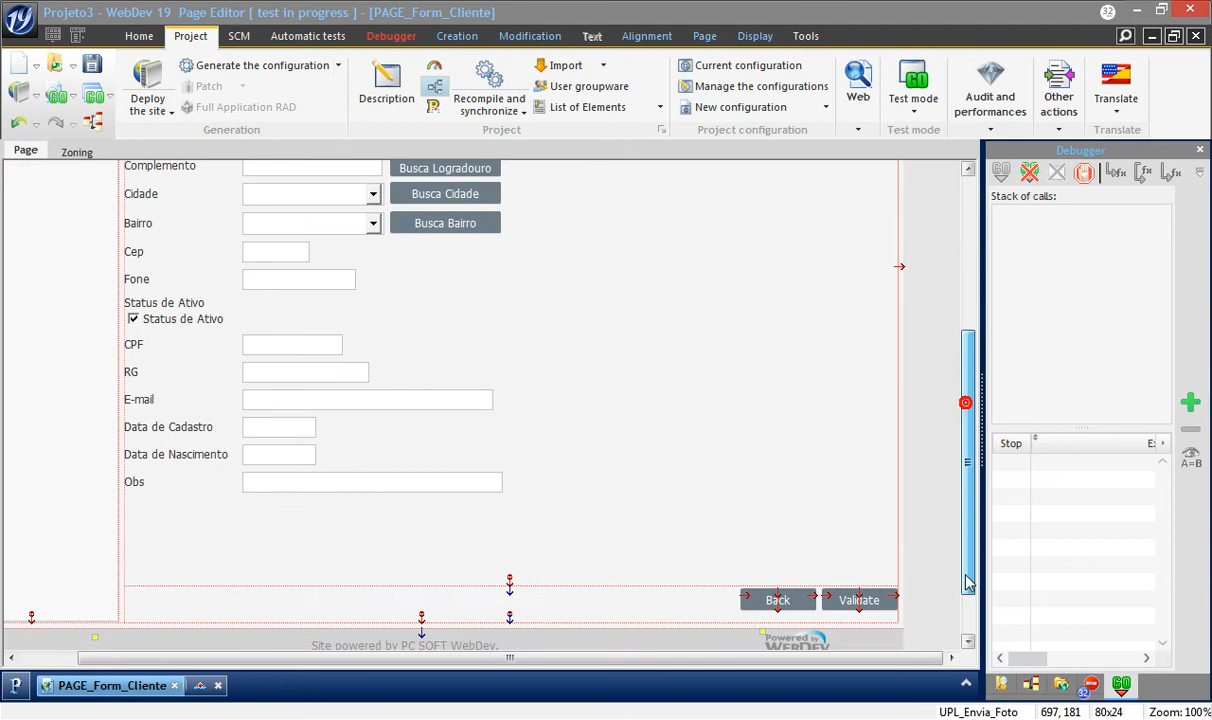 Projeto3 - WebDev 19 Page Editor [ test in progress ] - [PAGE_Form_Cliente]
32
Home Project SCM Automatic tests Debugger Creation Modification Text Alignment Page Display Tools
Deploy the site
Generate the configuration
Patch
Full Application RAD
Generation
Description
Recompile and synchronize
Import
User groupware
List of Elements
Project
Current configuration
Manage the configurations
New configuration
Project configuration
Web
Test mode
Test mode
Audit and performances
Other actions
Translate
Translate
Page Zoning
Debugger
Complemento Busca Logradouro
Cidade Busca Cidade
Bairro Busca Bairro
Cep
Fone
Status de Ativo
Status de Ativo
CPF
RG
E-mail
Data de Cadastro
Data de Nascimento
Obs
Back Validate
Site powered by PC SOFT WebDev.
Powered by
WEBDEV
GO
Stack of calls:
Stop
A=B
PAGE_Form_Cliente
32
GO
UPL_Envia_Foto 697, 181 80x24 Zoom: 100%